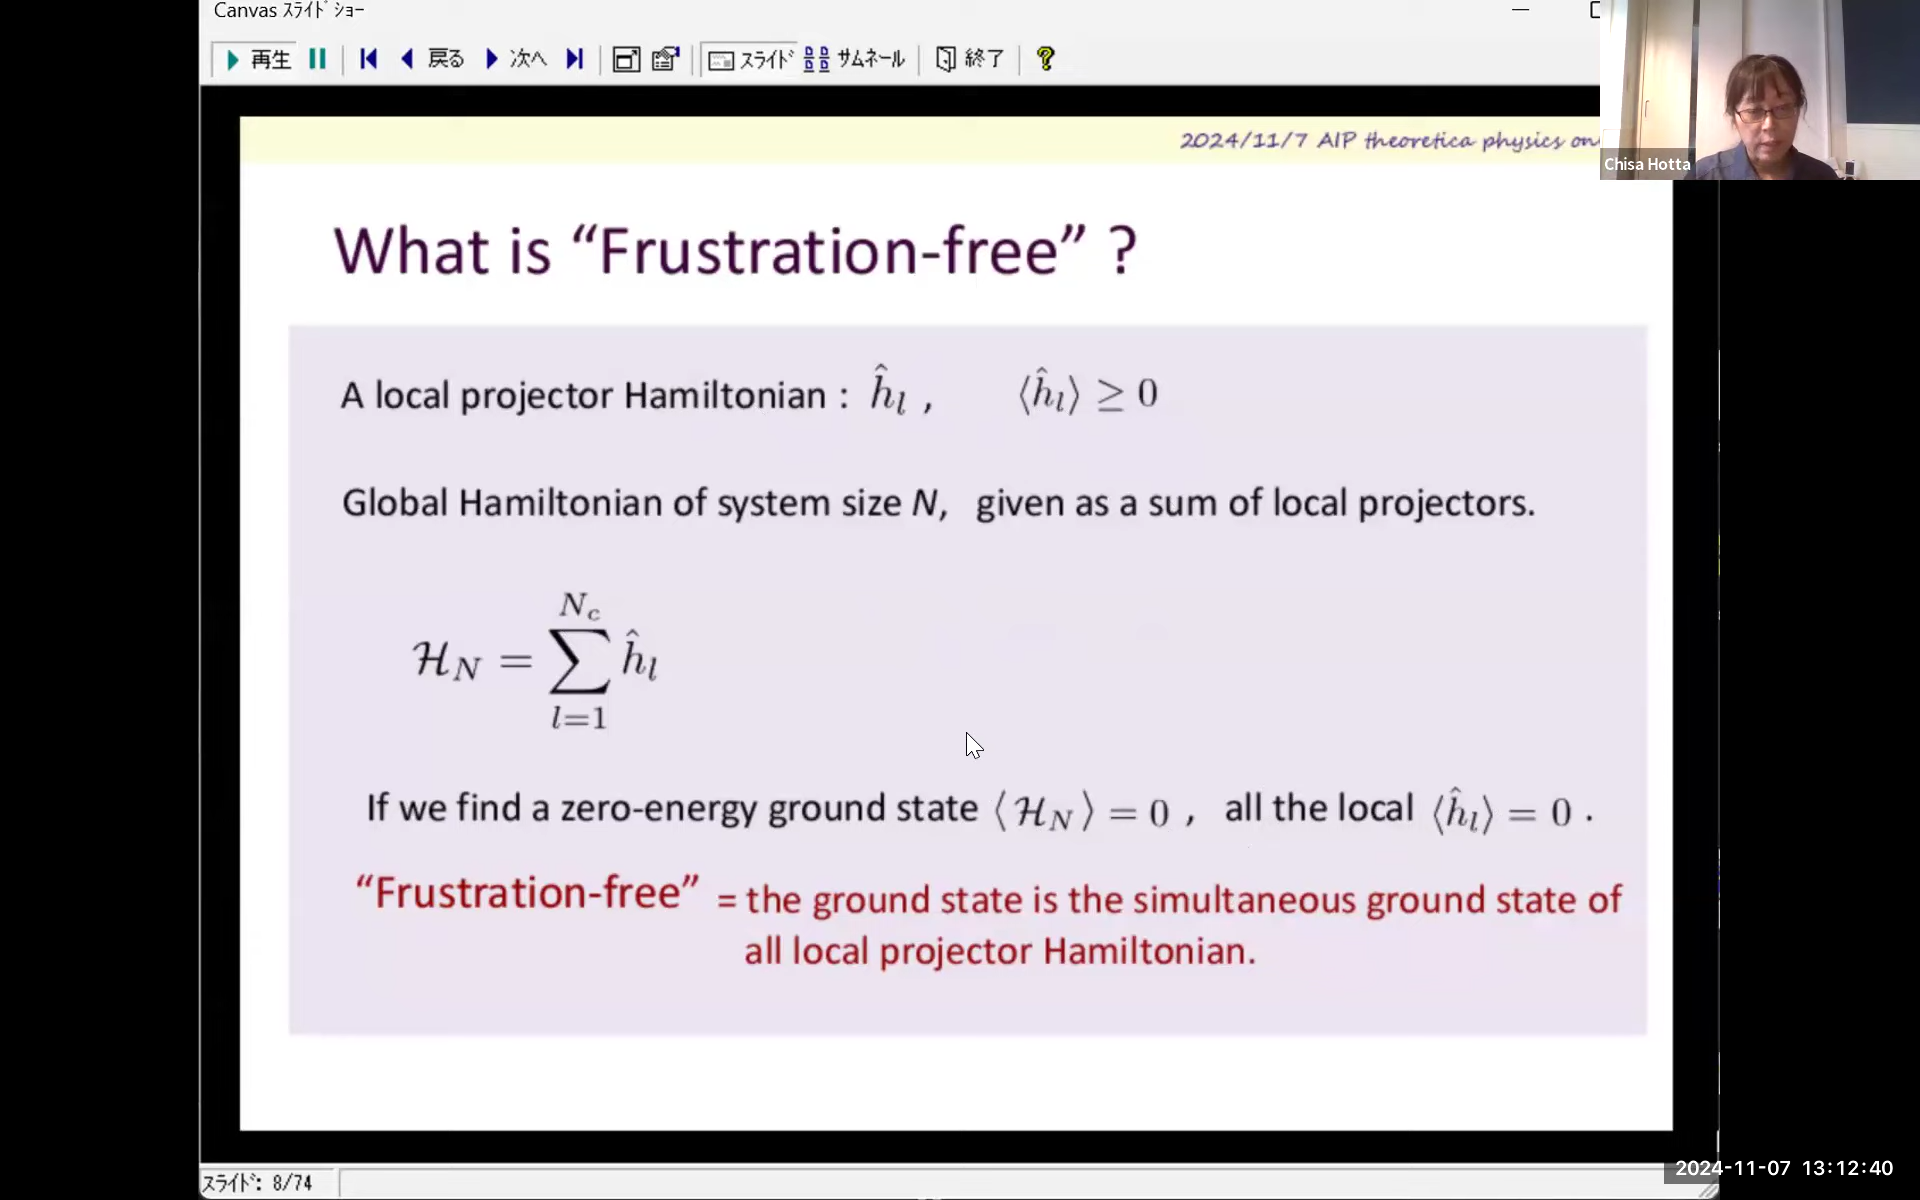 Canvas スライド ショー
再生 戻る 次へ スライド サムネール 終了 ?
2024/11/7 AIP theoretica physics
Chisa Hotta
What is “Frustration-free” ?
A local projector Hamiltonian : ĥ_l , ⟨ĥ_l⟩ ≥ 0
Global Hamiltonian of system size N, given as a sum of local projectors.
ℋ_N = ∑_{l=1}^{N_c} ĥ_l
If we find a zero-energy ground state ⟨ℋ_N⟩ = 0 , all the local ⟨ĥ_l⟩ = 0 .
“Frustration-free” = the ground state is the simultaneous ground state of
all local projector Hamiltonian.
スライド: 8/74
2024-11-07 13:12:40